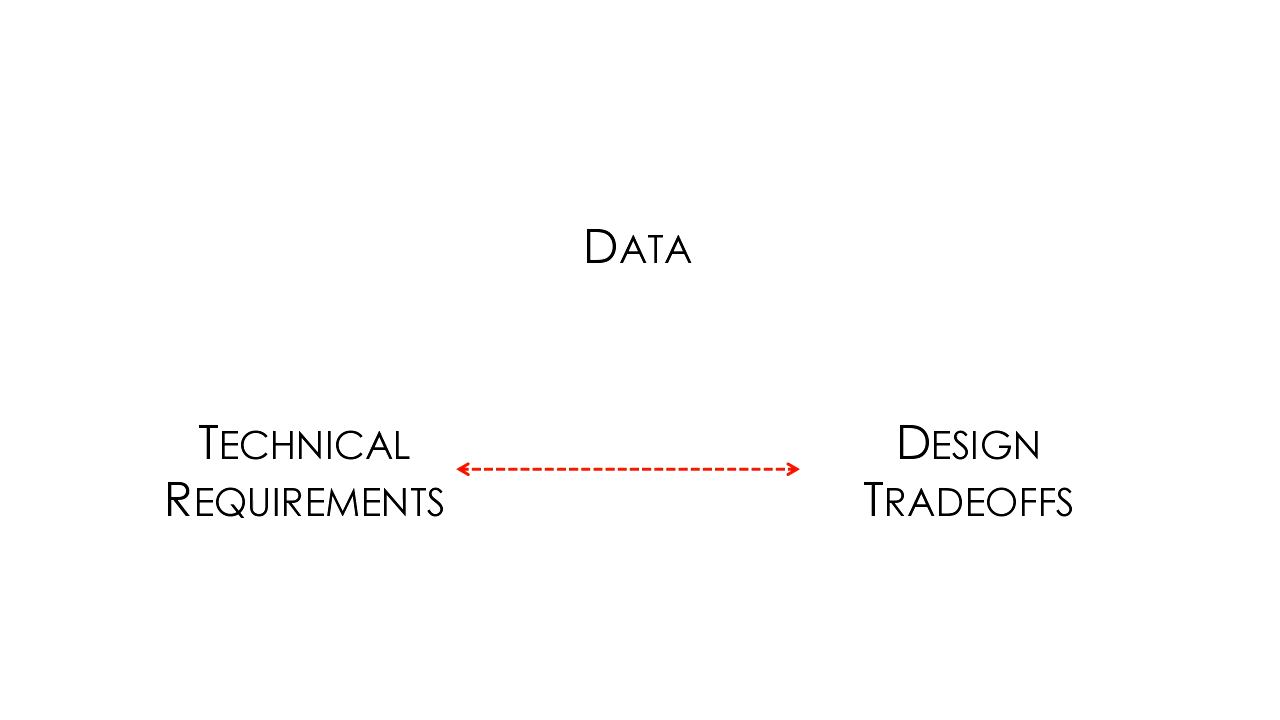 Data
Technical
Requirements
Design
Tradeoffs